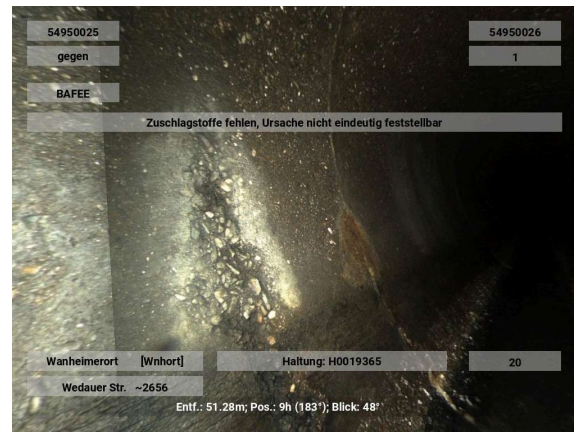 54950025 54950026
gegen 1
BAFEE
Zuschlagstoffe fehlen, Ursache nicht eindeutig feststellbar
Wanheimerort [Wnhort] Haltung: H0019365 20
Wedauer Str. ~2656
Entf.: 51.28m; Pos.: 9h (183°); Blick: 48°